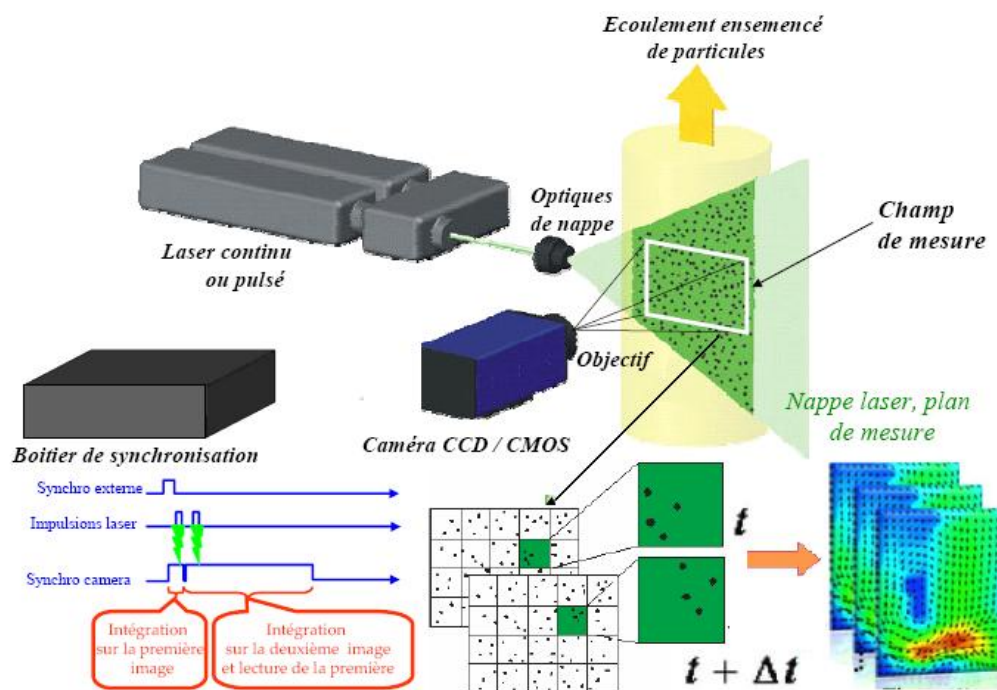 Ecoulement ensemencé
de particules
Optiques
de nappe
Champ
de mesure
Laser continu
ou pulsé
Objectif
Nappe laser, plan
de mesure
Caméra CCD / CMOS
Boitier de synchronisation
Synchro externe
Impulsions laser
Synchro camera
t
Intégration
sur la première
image
Intégration
sur la deuxième image
et lecture de la première
t + Δt